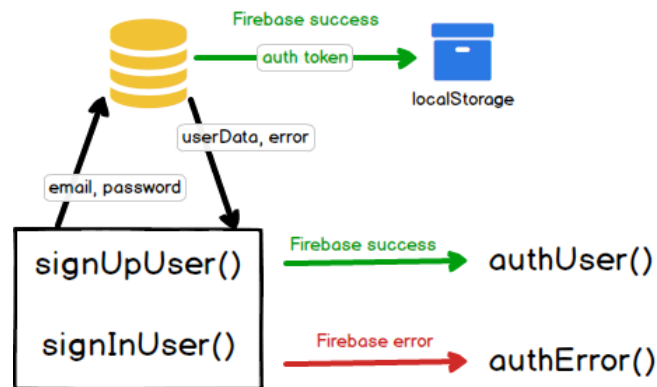 Firebase success
auth token
localStorage
userData, error
email, password
signUpUser()
Firebase success
authUser()
signInUser()
Firebase error
authError()